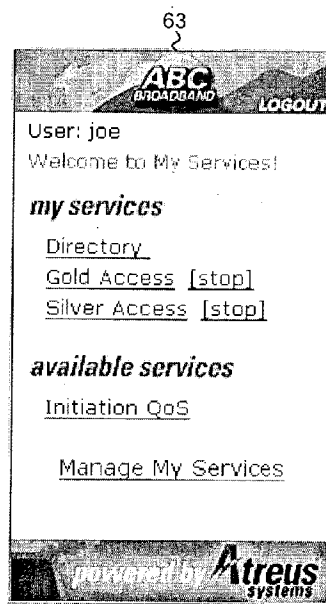 63
ABC
BROADBAND
LOGOUT
User: joe
Welcome to My Services!
my services
Directory
Gold Access [stop]
Silver Access [stop]
available services
Initiation QoS
Manage My Services
powered by Atreus
systems